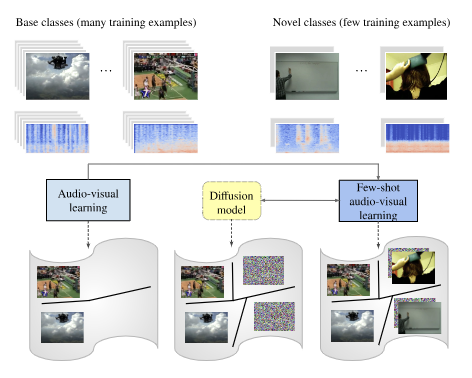 Base classes (many training examples)
Novel classes (few training examples)
...
...
Audio-visual
learning
Diffusion
model
Few-shot
audio-visual
learning